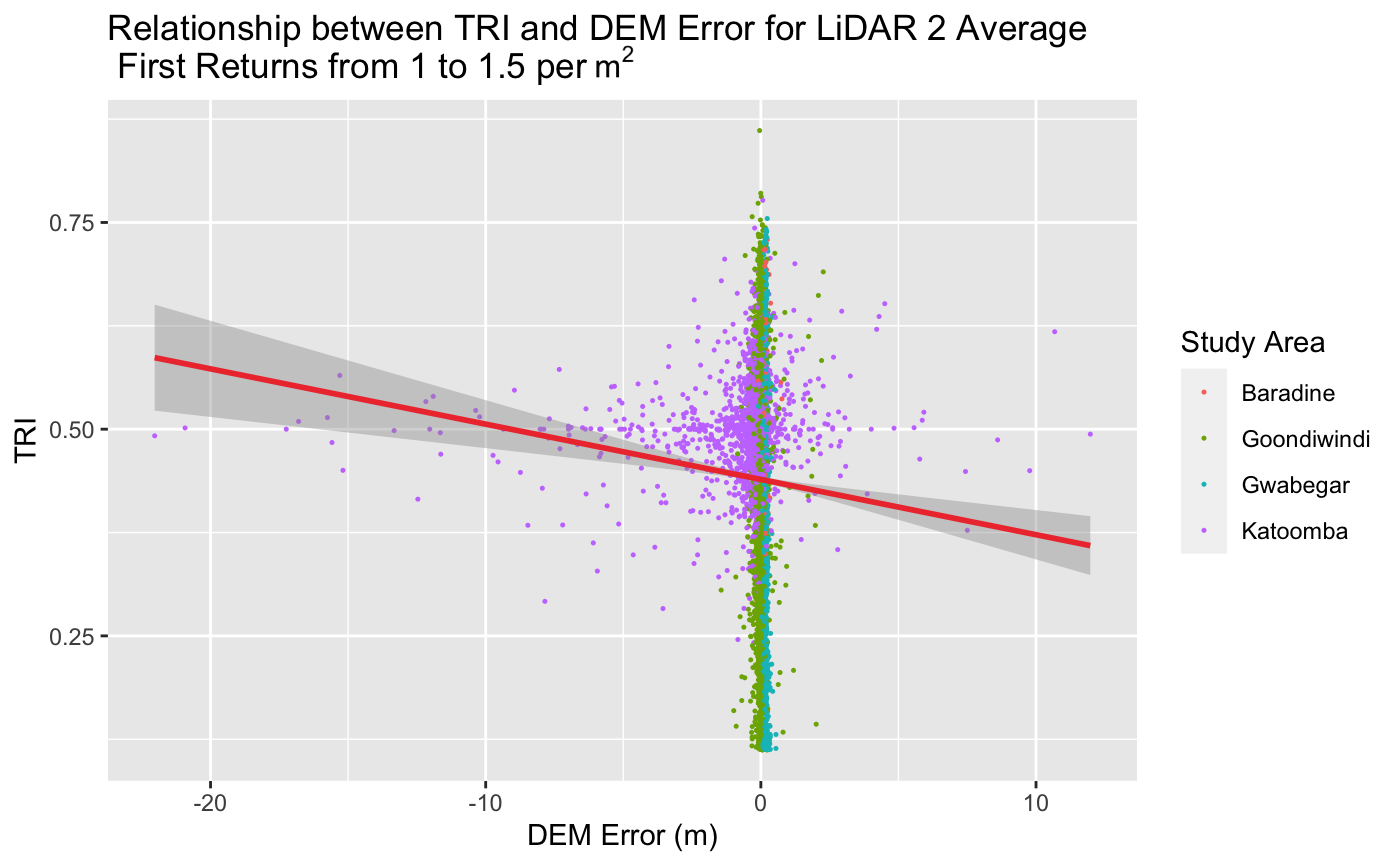 Relationship between TRI and DEM Error for LiDAR 2 Average
First Returns from 1 to 1.5 per m²
TRI
0.75
0.50
0.25
-20
-10
0
10
DEM Error (m)
Study Area
Baradine
Goondiwindi
Gwabegar
Katoomba